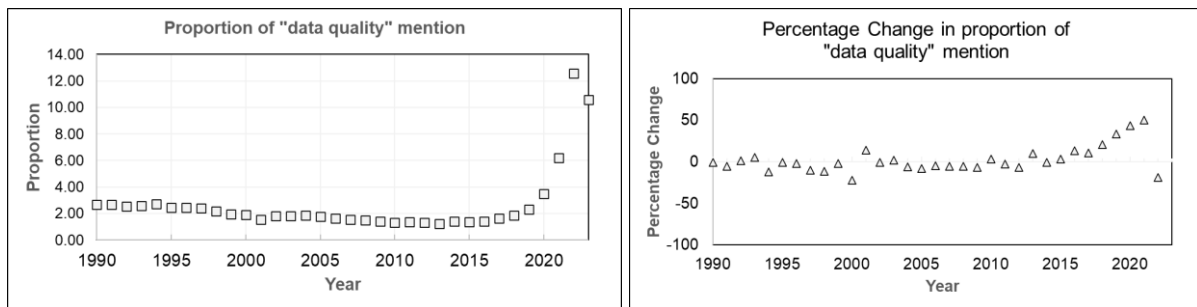 Proportion of "data quality" mention
14.00
12.00
10.00
8.00
6.00
4.00
2.00
0.00
Proportion
1990 1995 2000 2005 2010 2015 2020
Year
Percentage Change in proportion of
"data quality" mention
100
50
0
-50
-100
Percentage Change
1990 1995 2000 2005 2010 2015 2020
Year